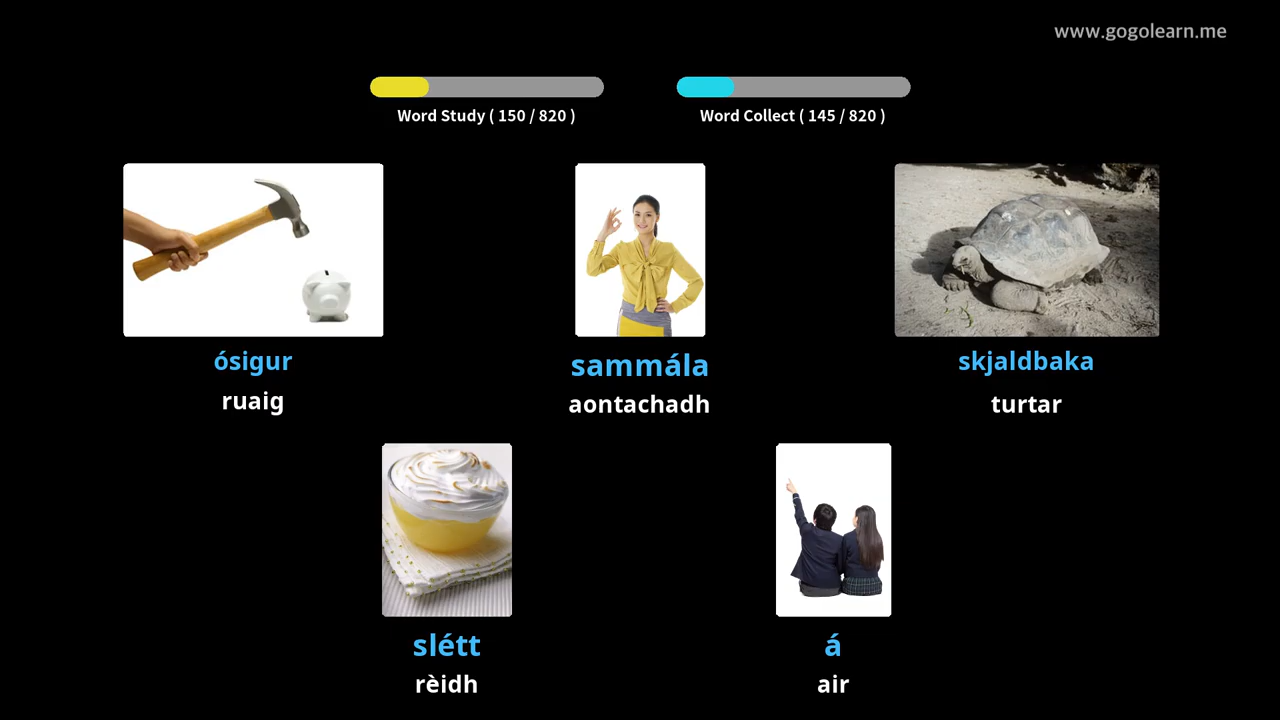 www.gogolearn.me
Word Study ( 150 / 820 )
Word Collect ( 145 / 820 )
ósigur
ruaig
sammála
aontachadh
skjaldbaka
turtar
slétt
rèidh
á
air